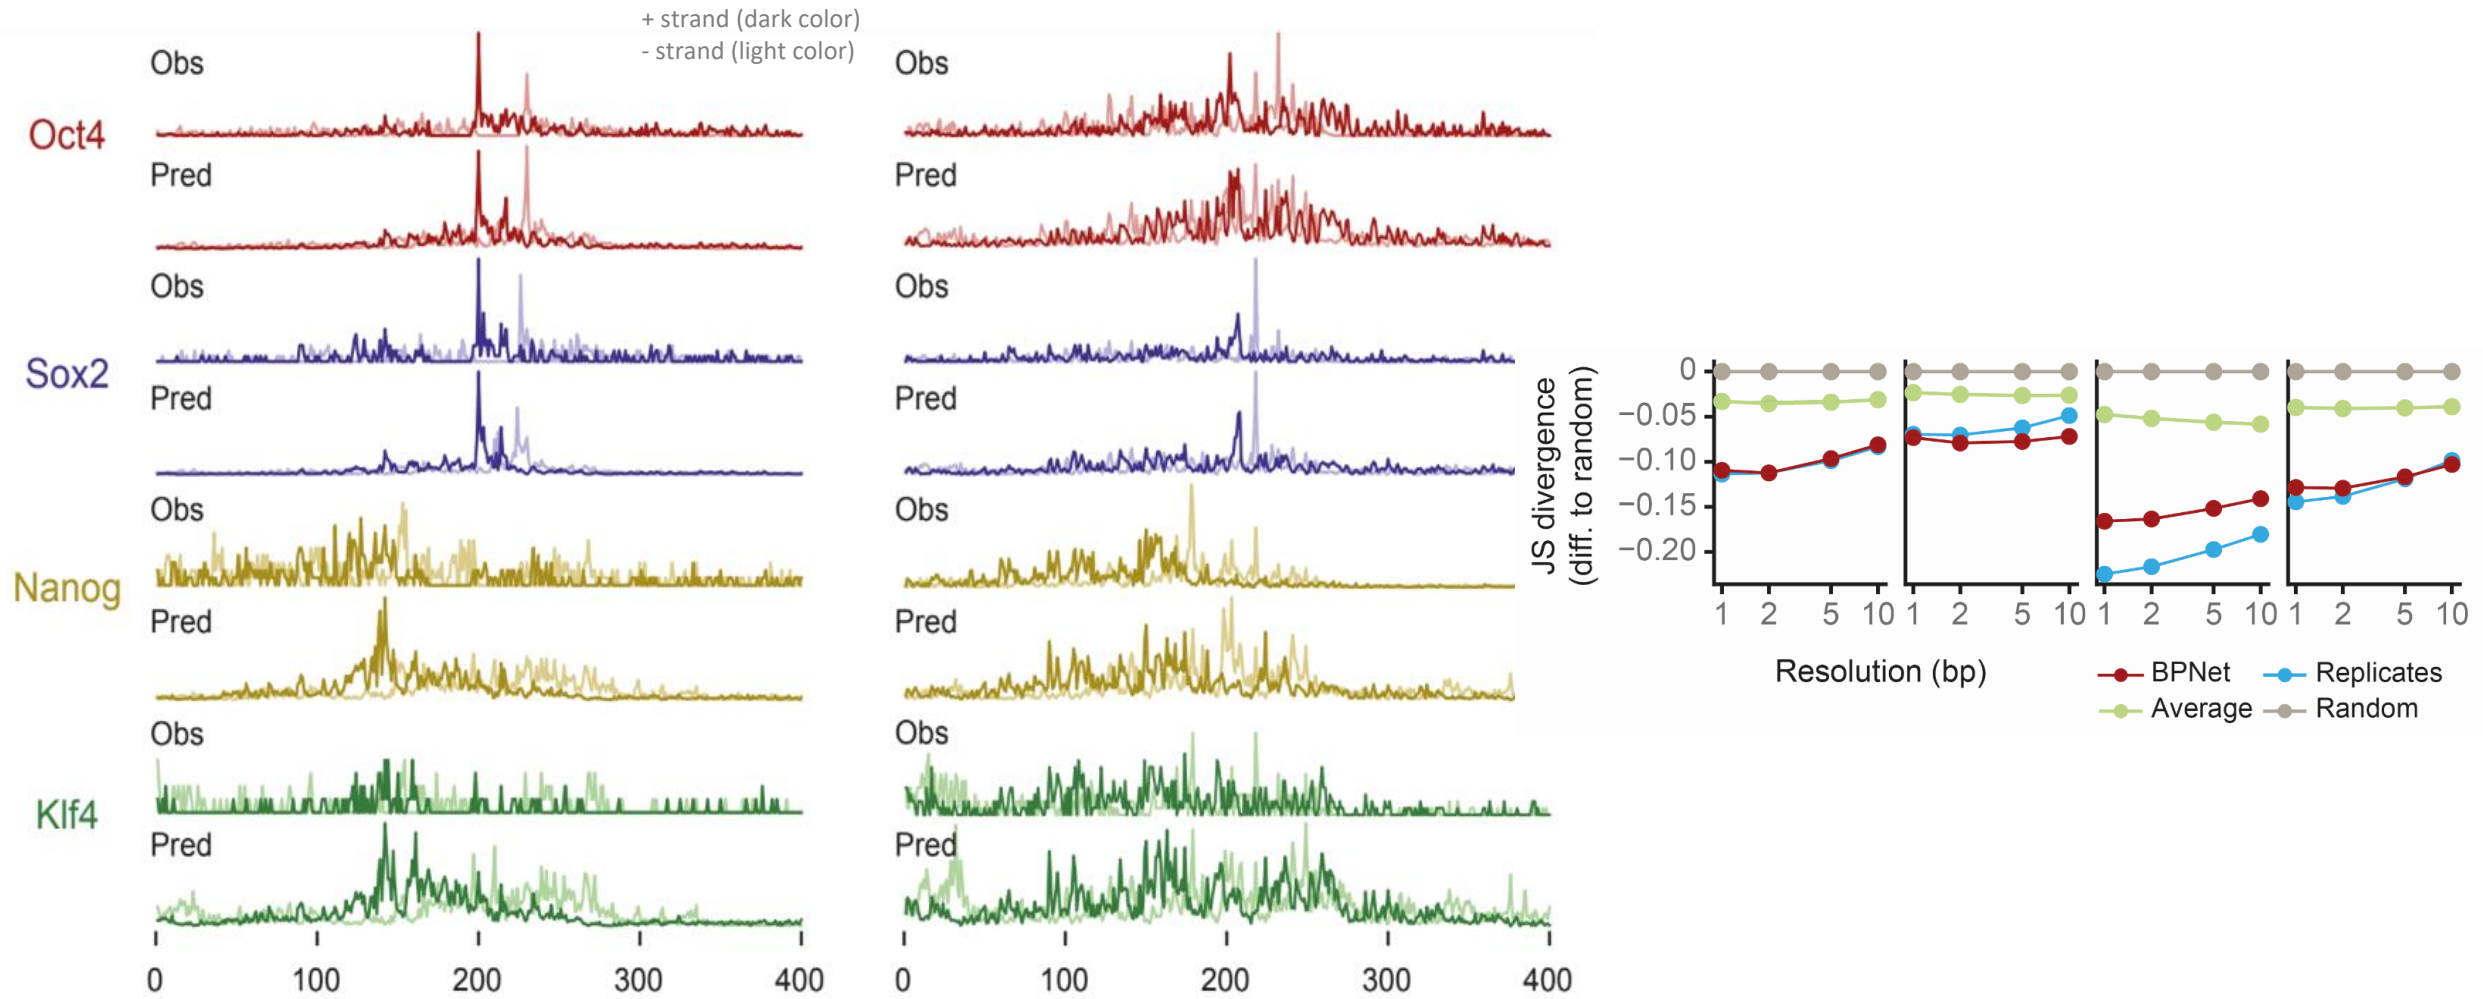 + strand (dark color)
- strand (light color)
Oct4
Obs
Obs
Pred
Pred
Sox2
Obs
Obs
Pred
Pred
Nanog
Obs
Obs
Pred
Pred
Klf4
Obs
Obs
Pred
Pred
0 100 200 300 400
0 100 200 300 400
JS divergence
(diff. to random)
0
−0.05
−0.10
−0.15
−0.20
1 2 5 10
1 2 5 10
1 2 5 10
1 2 5 10
Resolution (bp)
BPNet
Replicates
Average
Random